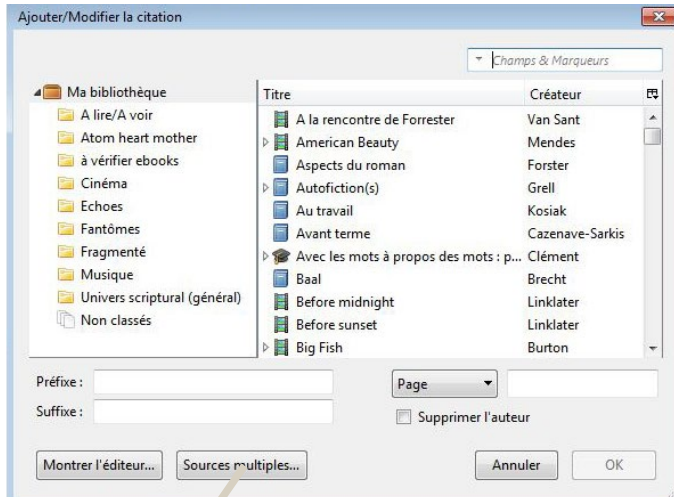 Ajouter/Modifier la citation
Champs & Marqueurs
Ma bibliothèque
A lire/A voir
Atom heart mother
à vérifier ebooks
Cinéma
Echoes
Fantômes
Fragmenté
Musique
Univers scriptural (général)
Non classés
Titre Créateur
A la rencontre de Forrester Van Sant
American Beauty Mendes
Aspects du roman Forster
Autofiction(s) Grell
Au travail Kosiak
Avant terme Cazenave-Sarkis
Avec les mots à propos des mots : p... Clément
Baal Brecht
Before midnight Linklater
Before sunset Linklater
Big Fish Burton
Préfixe :
Suffixe :
Page
Supprimer l'auteur
Montrer l'éditeur... Sources multiples... Annuler OK